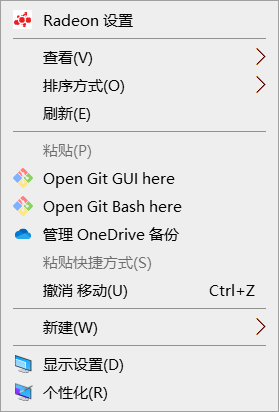 Radeon 设置
查看(V)
排序方式(O)
刷新(E)
粘贴(P)
Open Git GUI here
Open Git Bash here
管理 OneDrive 备份
粘贴快捷方式(S)
撤消 移动(U) Ctrl+Z
新建(W)
显示设置(D)
个性化(R)